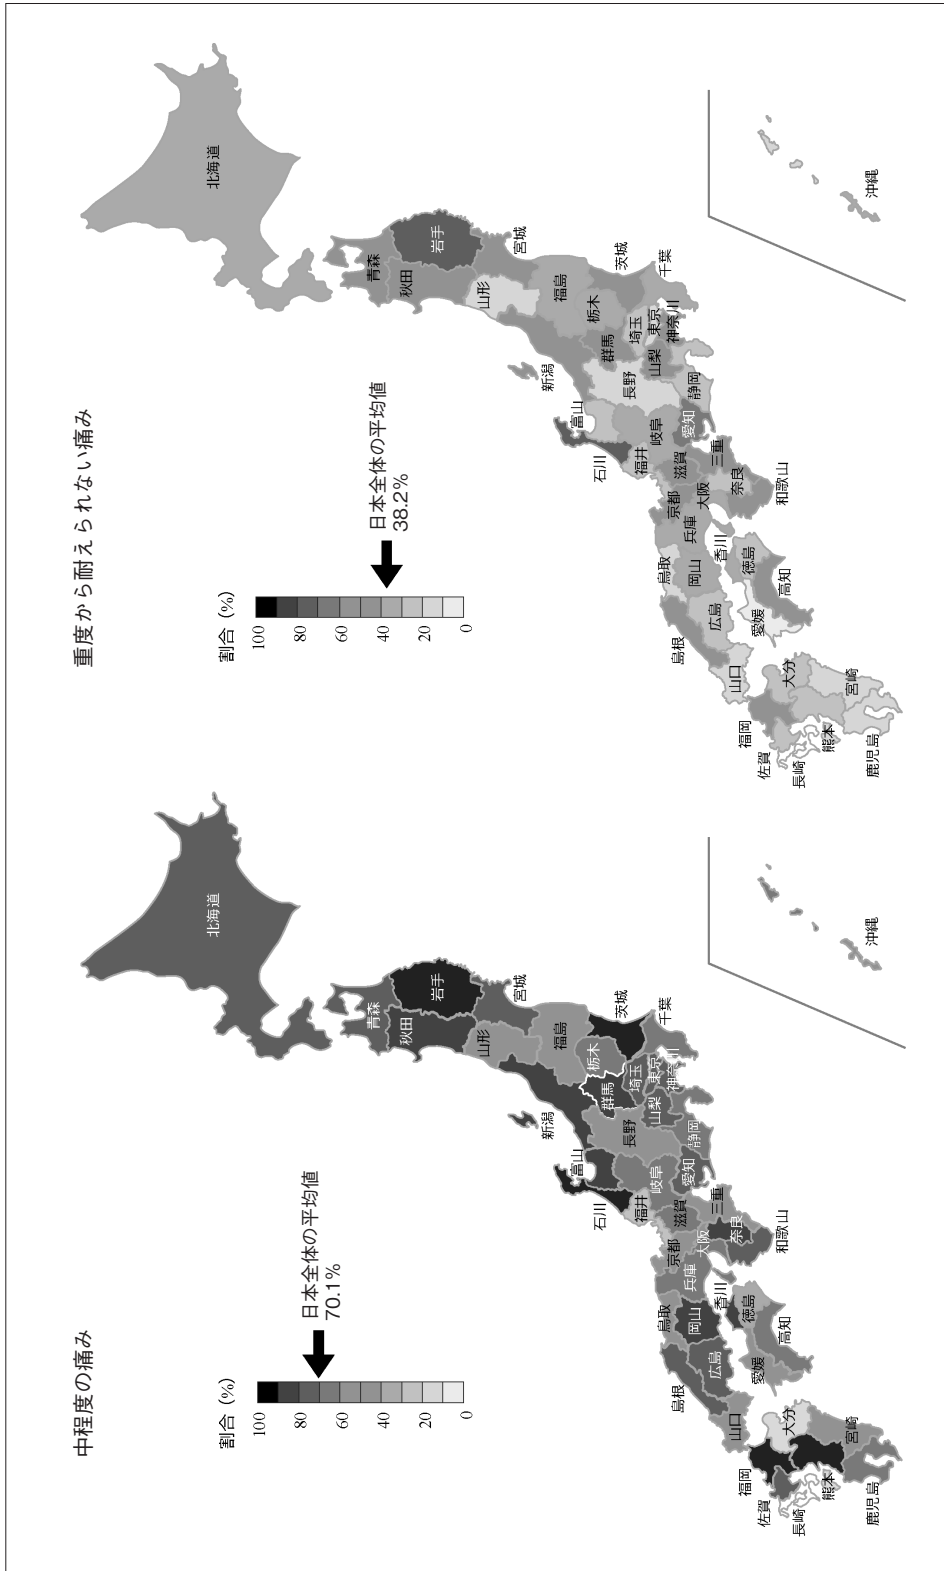 中程度の痛み
割合 (%)
100
80
60
40
20
0
日本全体の平均値
70.1%
北海道
青森
岩手
秋田
宮城
山形
福島
新潟
茨城
栃木
群馬
千葉
埼玉
東京
神奈川
山梨
長野
静岡
富山
岐阜
愛知
石川
福井
滋賀
三重
京都
大阪
奈良
和歌山
兵庫
鳥取
岡山
香川
徳島
高知
島根
広島
愛媛
山口
福岡
大分
佐賀
長崎
熊本
宮崎
鹿児島
沖縄
重度から耐えられない痛み
割合 (%)
100
80
60
40
20
0
日本全体の平均値
38.2%
北海道
青森
岩手
秋田
宮城
山形
福島
新潟
茨城
栃木
群馬
千葉
埼玉
東京
神奈川
山梨
長野
静岡
富山
岐阜
愛知
石川
福井
滋賀
三重
京都
大阪
奈良
和歌山
兵庫
鳥取
岡山
香川
徳島
高知
島根
広島
愛媛
山口
福岡
大分
佐賀
長崎
熊本
宮崎
鹿児島
沖縄